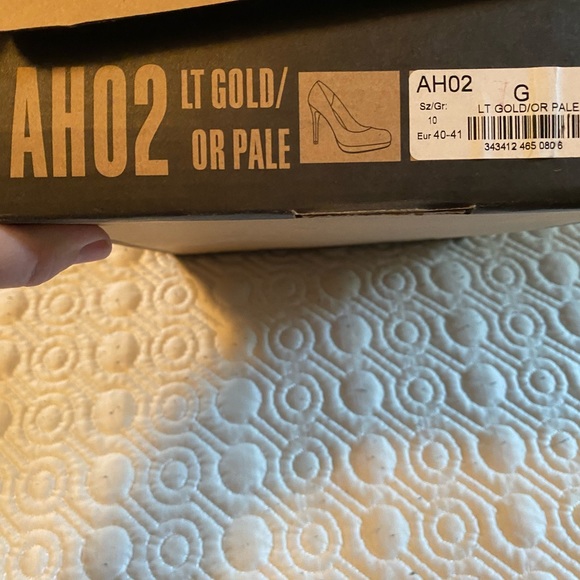 AH02
LT GOLD/
OR PALE
AH02
G
Sz/Gr:
LT GOLD/OR PALE
10
Eur 40-41
343412 465 080 6